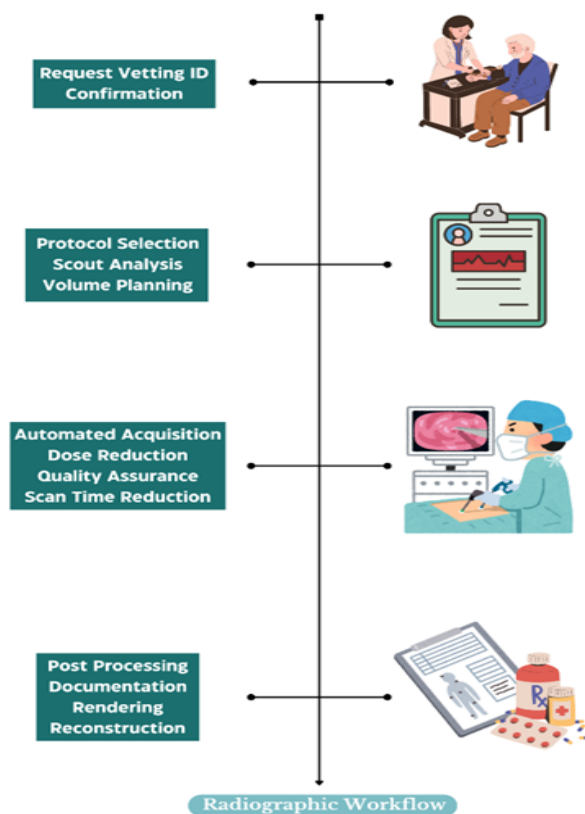 Request Vetting ID
Confirmation
Protocol Selection
Scout Analysis
Volume Planning
Automated Acquisition
Dose Reduction
Quality Assurance
Scan Time Reduction
Post Processing
Documentation
Rendering
Reconstruction
Rx
Radiographic Workflow